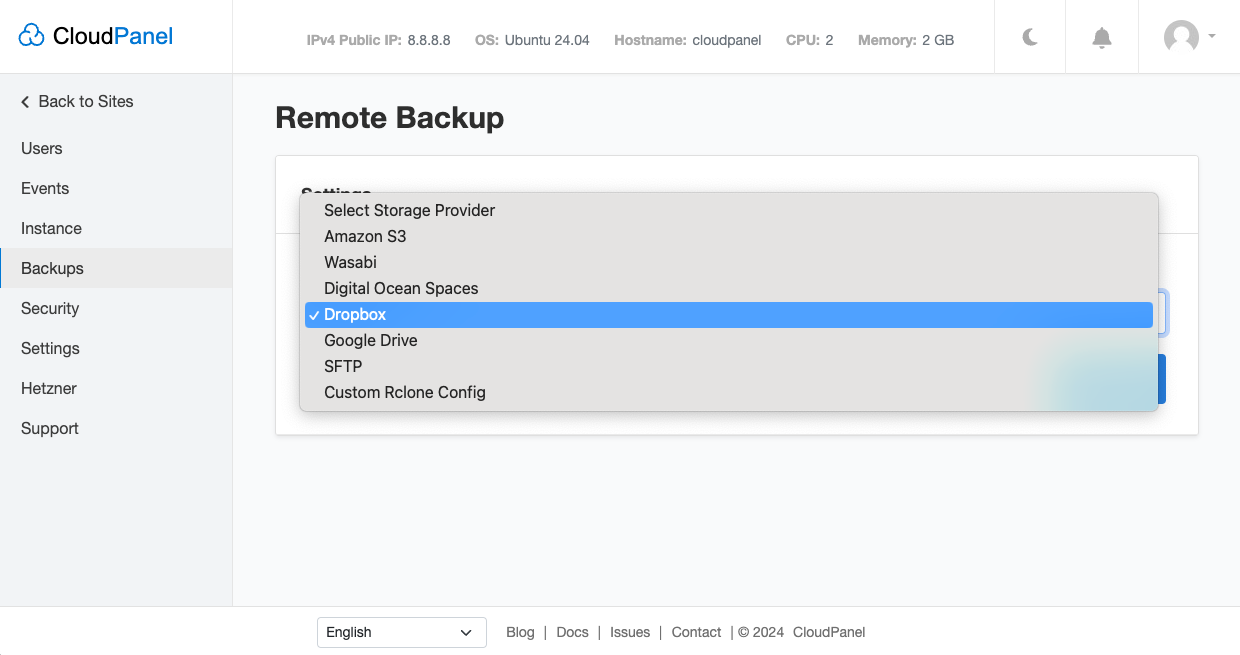 CloudPanel
IPv4 Public IP: 8.8.8.8 OS: Ubuntu 24.04 Hostname: cloudpanel CPU: 2 Memory: 2 GB
Back to Sites
Users
Events
Instance
Backups
Security
Settings
Hetzner
Support
Remote Backup
Settings
Select Storage Provider
Amazon S3
Wasabi
Digital Ocean Spaces
✓ Dropbox
Google Drive
SFTP
Custom Rclone Config
English
Blog | Docs | Issues | Contact | © 2024 CloudPanel